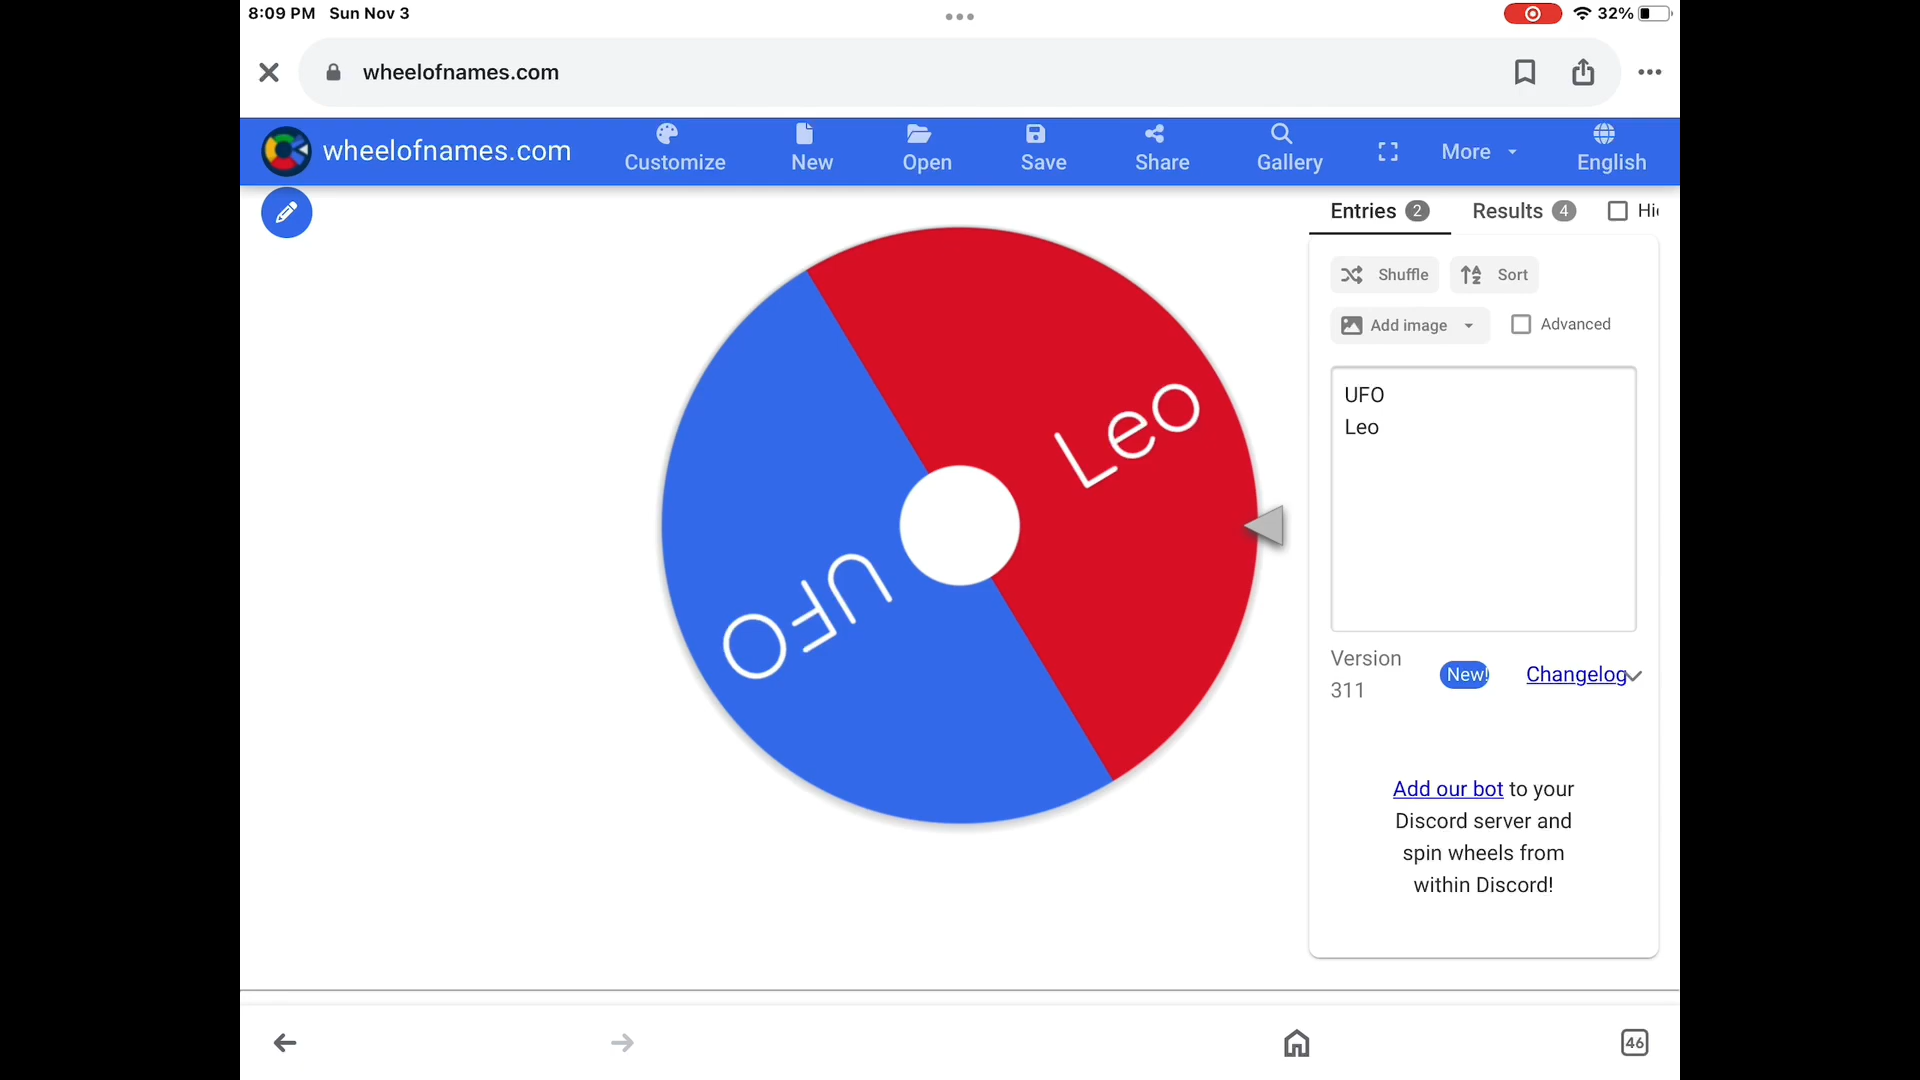 8:09 PM Sun Nov 3
32%
wheelofnames.com
wheelofnames.com
Customize
New
Open
Save
Share
Gallery
More
English
Entries 2
Results 4
Shuffle
Sort
Add image
Advanced
UFO
Leo
Leo
UFO
Version
311
New!
Changelog
Add our bot to your
Discord server and
spin wheels from
within Discord!
46